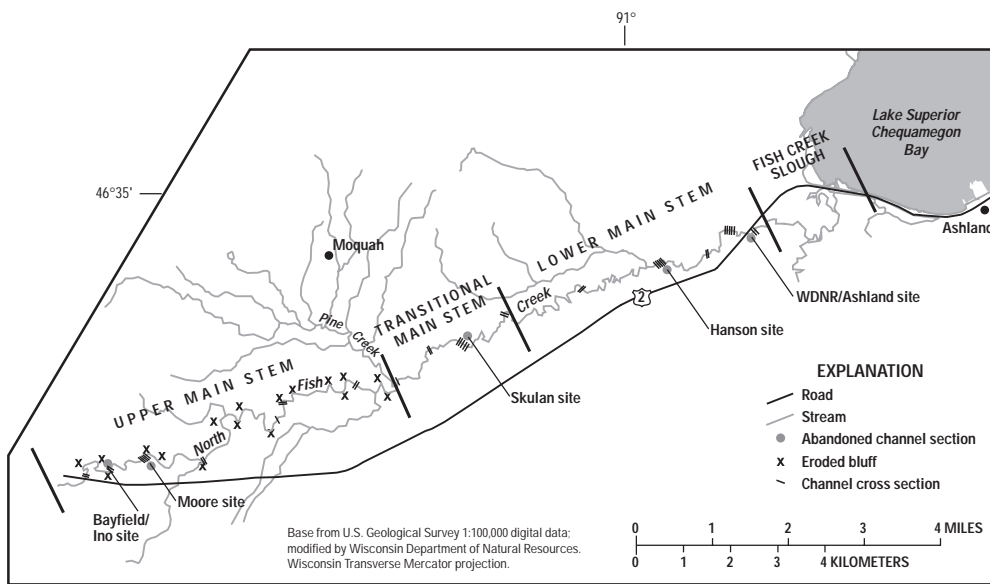 91°
46°35'
Lake Superior
Chequamegon
Bay
FISH CREEK
SLOUGH
Ashland
Moquah
LOWER MAIN STEM
WDNR/Ashland site
2
Hanson site
TRANSITIONAL
MAIN STEM
Creek
Pine Creek
Skulan site
UPPER MAIN STEM
Fish
North
Moore site
Bayfield/
Ino site
EXPLANATION
Road
Stream
Abandoned channel section
x Eroded bluff
Channel cross section
Base from U.S. Geological Survey 1:100,000 digital data;
modified by Wisconsin Department of Natural Resources.
Wisconsin Transverse Mercator projection.
0 1 2 3 4 MILES
0 1 2 3 4 KILOMETERS